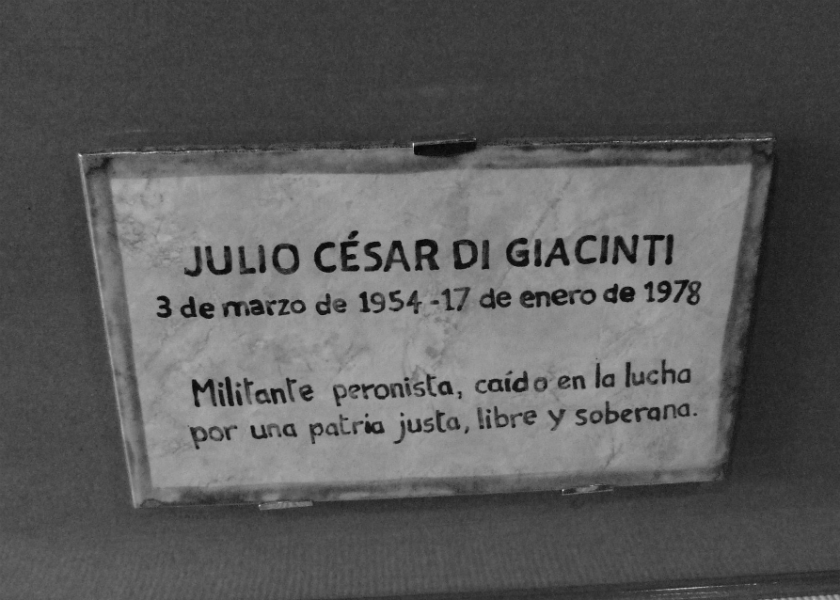 JULIO CÉSAR DI GIACINTI
3 de marzo de 1954 - 17 de enero de 1978
Militante peronista, caído en la lucha
por una patria justa, libre y soberana.